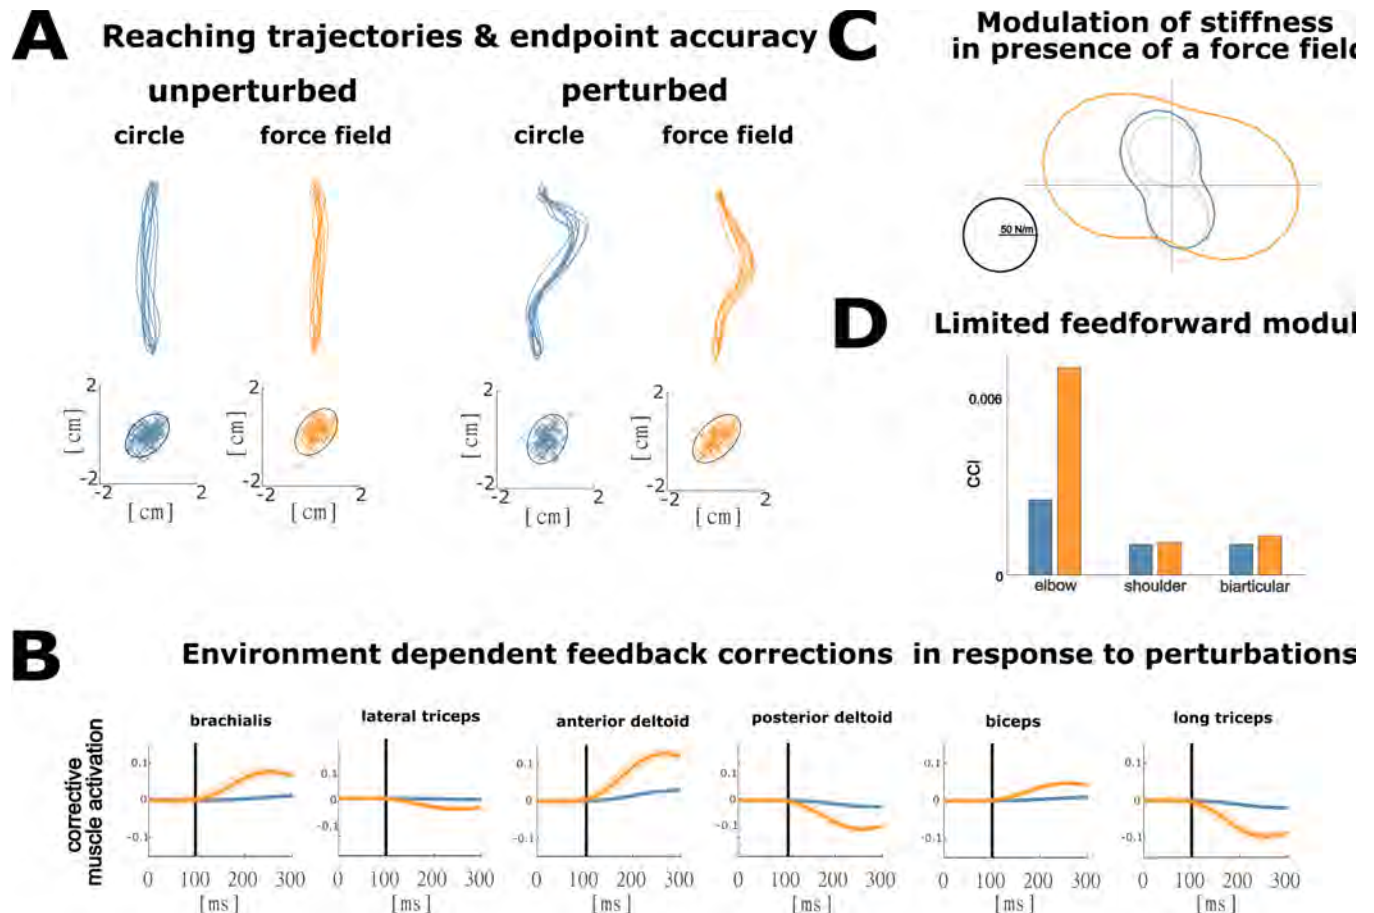 A
Reaching trajectories & endpoint accuracy
unperturbed
perturbed
circle
force field
circle
force field
2
[cm]
-2
-2
2
[cm]
2
[cm]
-2
-2
2
[cm]
2
[cm]
-2
-2
2
[cm]
2
[cm]
-2
-2
2
[cm]
C
Modulation of stiffness
in presence of a force field
50 N/m
D
Limited feedforward modul
0.006
CCI
0
elbow
shoulder
biarticular
B
Environment dependent feedback corrections in response to perturbations
corrective
muscle activation
brachialis
0.1
0
-0.1
0 100 200 300
[ms]
lateral triceps
0.1
0
-0.1
0 100 200 300
[ms]
anterior deltoid
0.1
0
-0.1
0 100 200 300
[ms]
posterior deltoid
0.1
0
-0.1
0 100 200 300
[ms]
biceps
0.1
0
-0.1
0 100 200 300
[ms]
long triceps
0.1
0
-0.1
0 100 200 300
[ms]